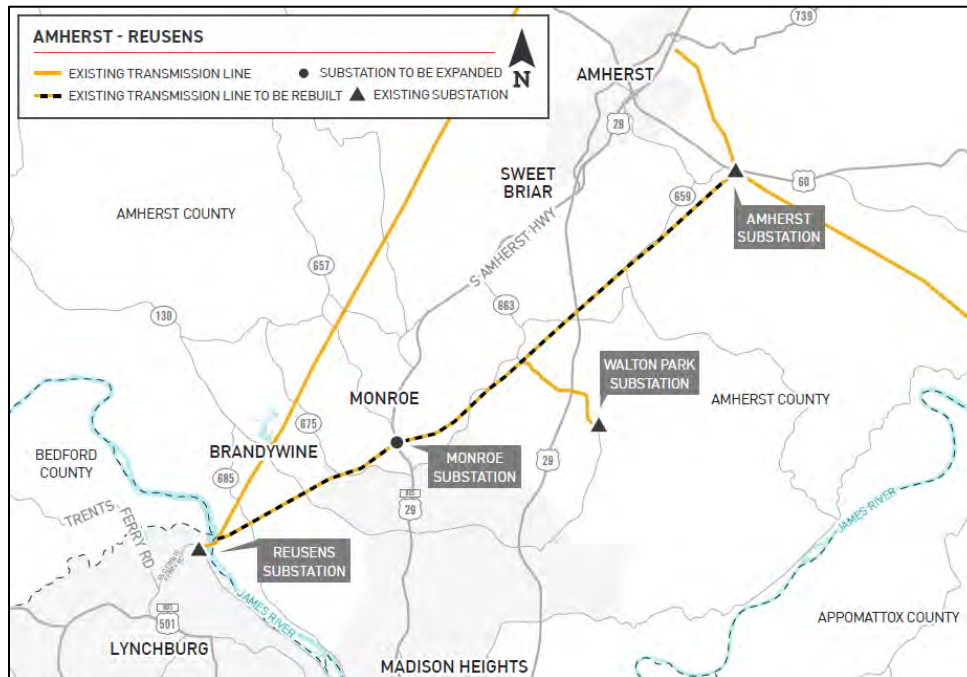 AMHERST - REUSENS
EXISTING TRANSMISSION LINE
SUBSTATION TO BE EXPANDED
EXISTING TRANSMISSION LINE TO BE REBUILT
EXISTING SUBSTATION
N
739
AMHERST
29
SWEET
BRIAR
60
659
AMHERST
SUBSTATION
AMHERST COUNTY
S AMHERST HWY
657
663
130
WALTON PARK
SUBSTATION
MONROE
AMHERST COUNTY
675
BRANDYWINE
BEDFORD
COUNTY
MONROE
SUBSTATION
685
29
BUS
29
TRENTS
FERRY RD
JAMES RIVER
REUSENS
SUBSTATION
JAMES RIVER
BUS
501
APPOMATTOX COUNTY
LYNCHBURG
MADISON HEIGHTS